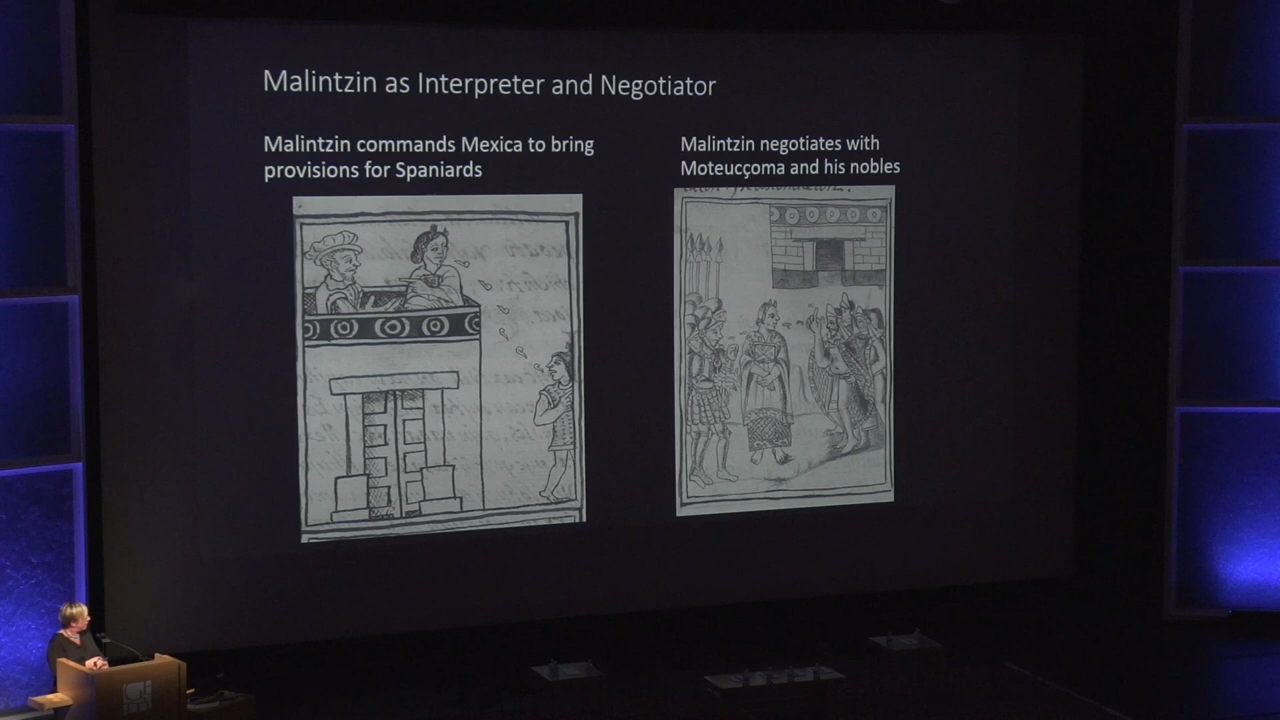 Malintzin as Interpreter and Negotiator
Malintzin commands Mexica to bring
provisions for Spaniards
Malintzin negotiates with
Moteucçoma and his nobles